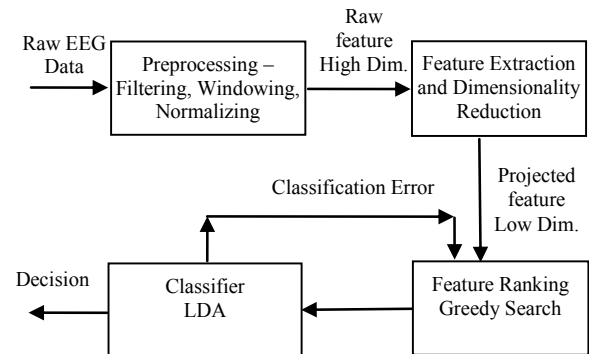 Raw EEG
Data
Preprocessing –
Filtering, Windowing,
Normalizing
Raw
feature
High Dim.
Feature Extraction
and Dimensionality
Reduction
Projected
feature
Low Dim.
Classification Error
Feature Ranking
Greedy Search
Classifier
LDA
Decision